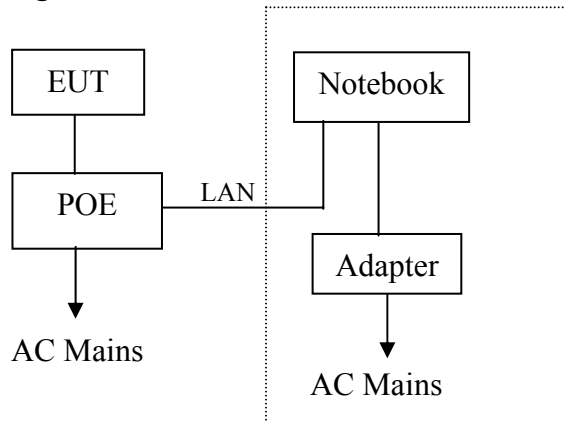 EUT
Notebook
POE
LAN
Adapter
AC Mains
AC Mains